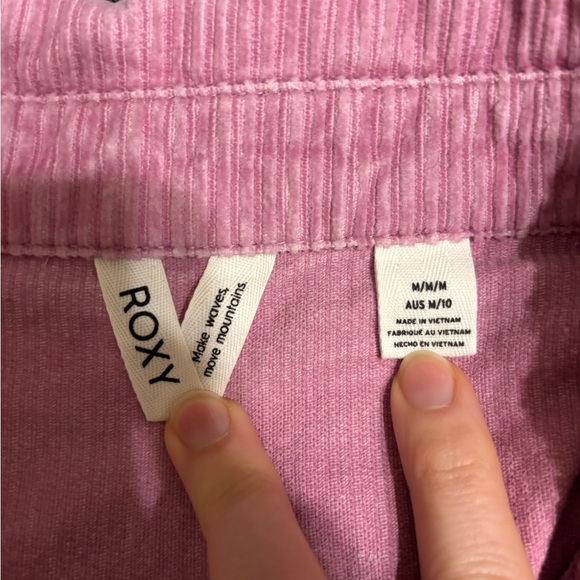 ROXY
Make waves,
move mountains.
M/M/M
AUS M/10
MADE IN VIETNAM
FABRIQUÉ AU VIETNAM
HECHO EN VIETNAM